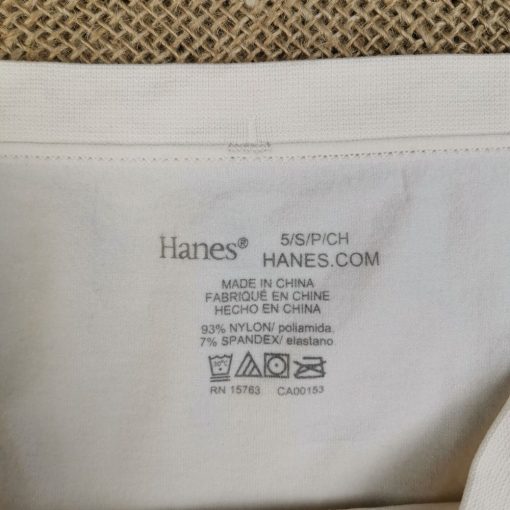 Hanes® 5/S/P/CH
HANES.COM
MADE IN CHINA
FABRIQUÉ EN CHINE
HECHO EN CHINA
93% NYLON/ poliamida.
7% SPANDEX/ elastano.
30°C
RN 15763 CA00153